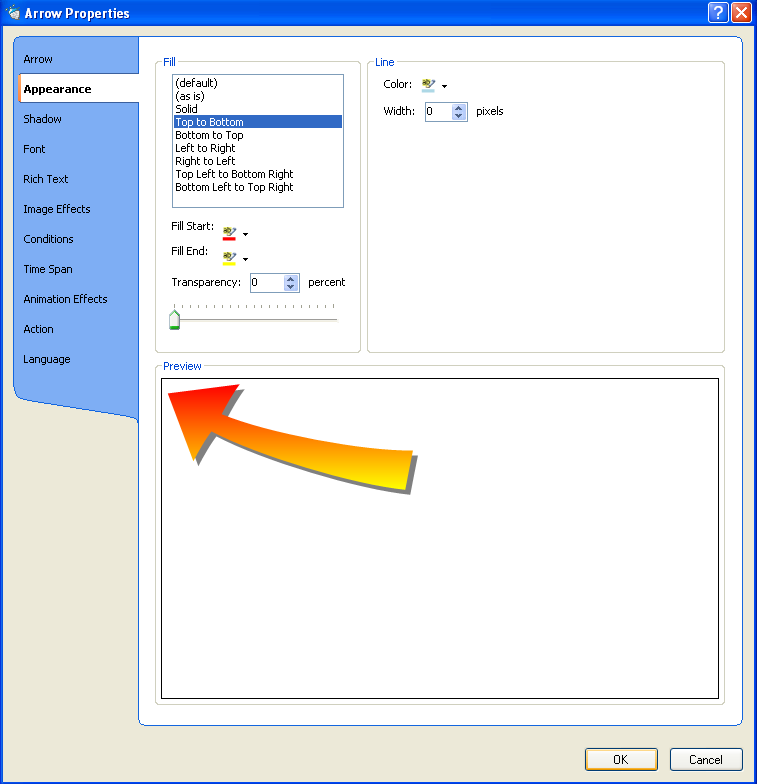 Arrow Properties
Arrow
Appearance
Shadow
Font
Rich Text
Image Effects
Conditions
Time Span
Animation Effects
Action
Language
Fill
(default)
(as is)
Solid
Top to Bottom
Bottom to Top
Left to Right
Right to Left
Top Left to Bottom Right
Bottom Left to Top Right
Fill Start:
Fill End:
Transparency: 0 percent
Line
Color:
Width: 0 pixels
Preview
OK
Cancel